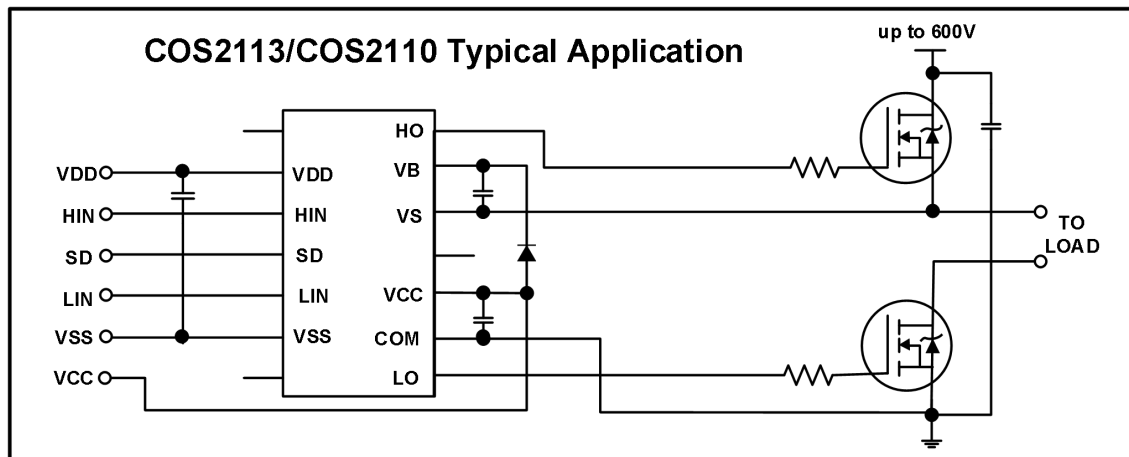 COS2113/COS2110 Typical Application
up to 600V
VDD
HIN
SD
LIN
VSS
VCC
VDD
HIN
SD
LIN
VSS
HO
VB
VS
VCC
COM
LO
TO
LOAD